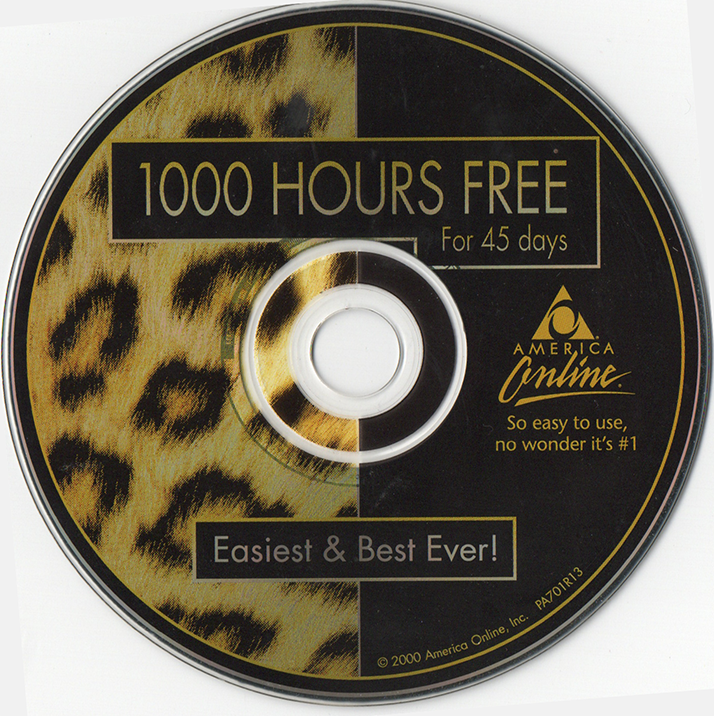 1000 HOURS FREE
For 45 days
AMERICA
Online®
So easy to use,
no wonder it's #1
Easiest & Best Ever!
© 2000 America Online, Inc. PA701R13